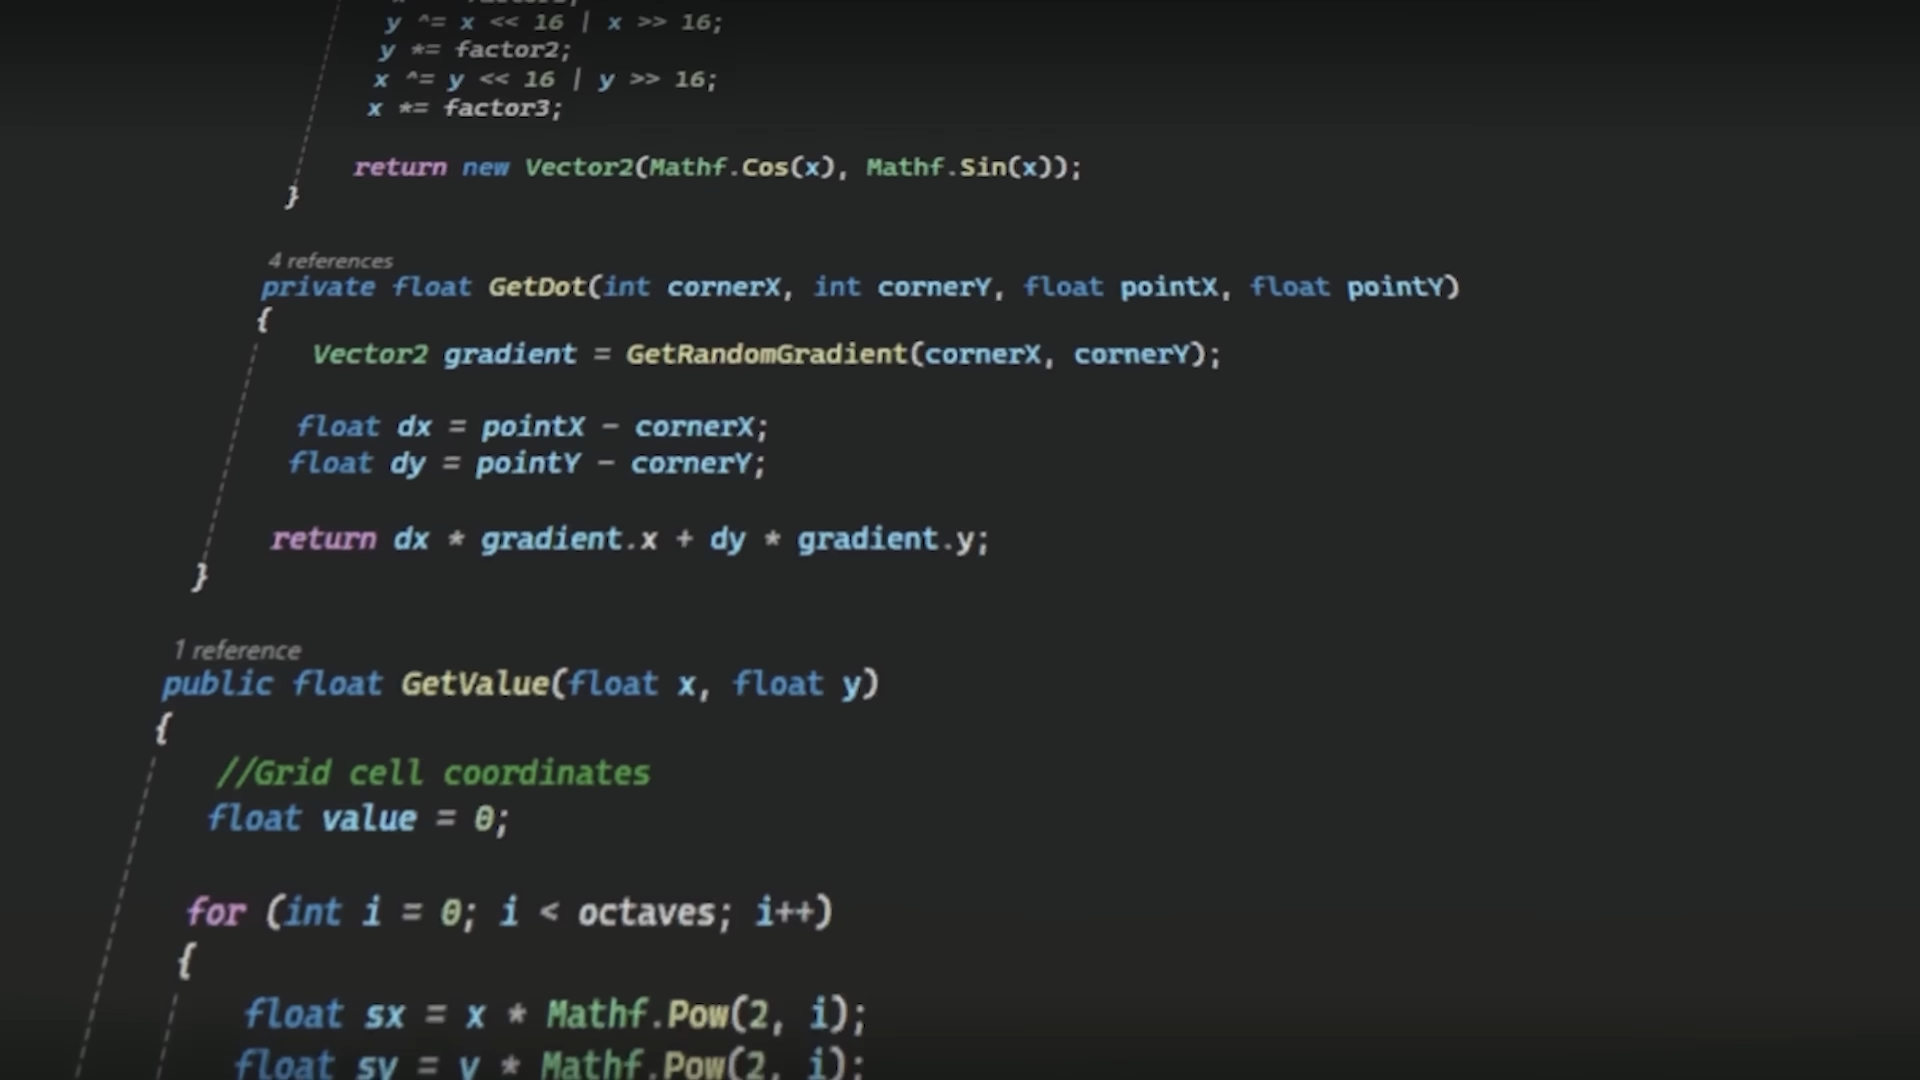 y ^= x << 16 | x >> 16;
y *= factor2;
x ^= y << 16 | y >> 16;
x *= factor3;
return new Vector2(Mathf.Cos(x), Mathf.Sin(x));
}
4 references
private float GetDot(int cornerX, int cornerY, float pointX, float pointY)
{
Vector2 gradient = GetRandomGradient(cornerX, cornerY);
float dx = pointX - cornerX;
float dy = pointY - cornerY;
return dx * gradient.x + dy * gradient.y;
}
1 reference
public float GetValue(float x, float y)
{
//Grid cell coordinates
float value = 0;
for (int i = 0; i < octaves; i++)
{
float sx = x * Mathf.Pow(2, i);
float sy = y * Mathf.Pow(2, i);